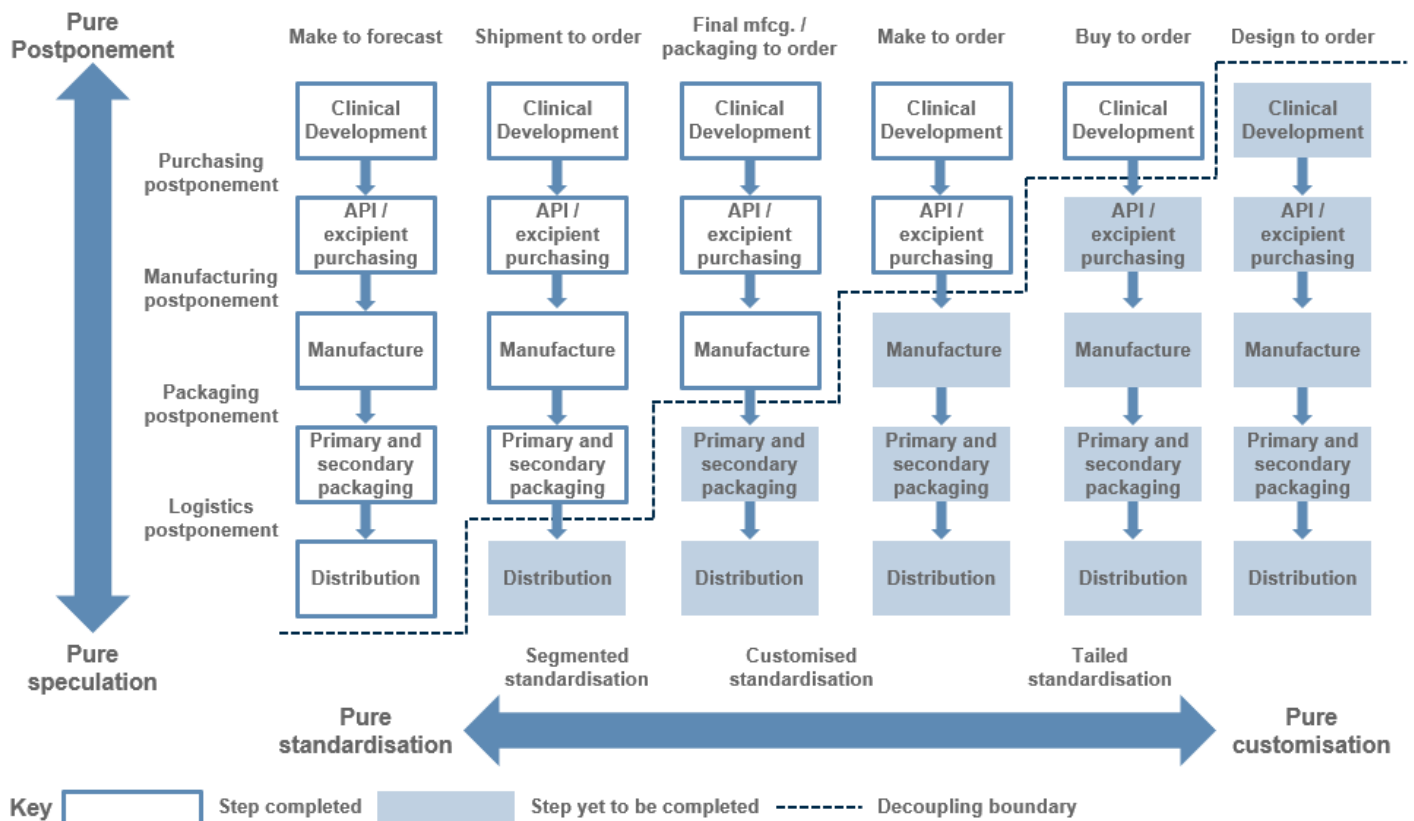 Pure
Postponement
Make to forecast
Shipment to order
Final mfcg. /
packaging to order
Make to order
Buy to order
Design to order
Clinical
Development
Clinical
Development
Clinical
Development
Clinical
Development
Clinical
Development
Clinical
Development
Purchasing
postponement
API /
excipient
purchasing
API /
excipient
purchasing
API /
excipient
purchasing
API /
excipient
purchasing
API /
excipient
purchasing
API /
excipient
purchasing
Manufacturing
postponement
Manufacture
Manufacture
Manufacture
Manufacture
Manufacture
Manufacture
Packaging
postponement
Primary and
secondary
packaging
Primary and
secondary
packaging
Primary and
secondary
packaging
Primary and
secondary
packaging
Primary and
secondary
packaging
Primary and
secondary
packaging
Logistics
postponement
Distribution
Distribution
Distribution
Distribution
Distribution
Distribution
Pure
speculation
Segmented
standardisation
Customised
standardisation
Tailed
standardisation
Pure
standardisation
Pure
customisation
Key
Step completed
Step yet to be completed
Decoupling boundary